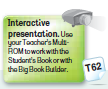 Interactive
presentation. Use
your Teacher's Multi-
ROM to work with the
Student's Book or with
the Big Book Builder.
T62